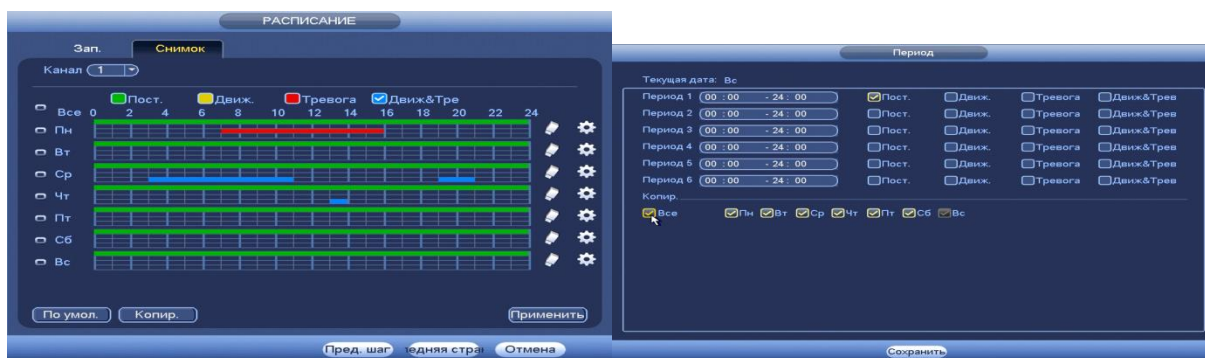 РАСПИСАНИЕ
Зап. Снимок
Канал 1
Пост. Движ. Тревога Движ&Тре
Все 0 2 4 6 8 10 12 14 16 18 20 22 24
Пн
Вт
Ср
Чт
Пт
Сб
Вс
По умол. Копир. Применить
Пред. шаг едняя стра Отмена
Период
Текущая дата: Вс
Период 1 00 :00 - 24 : 00 Пост. Движ. Тревога Движ&Трев
Период 2 00 :00 - 24 : 00 Пост. Движ. Тревога Движ&Трев
Период 3 00 :00 - 24 : 00 Пост. Движ. Тревога Движ&Трев
Период 4 00 :00 - 24 : 00 Пост. Движ. Тревога Движ&Трев
Период 5 00 :00 - 24 : 00 Пост. Движ. Тревога Движ&Трев
Период 6 00 :00 - 24 : 00 Пост. Движ. Тревога Движ&Трев
Копир.
Все Пн Вт Ср Чт Пт Сб Вс
Сохранить